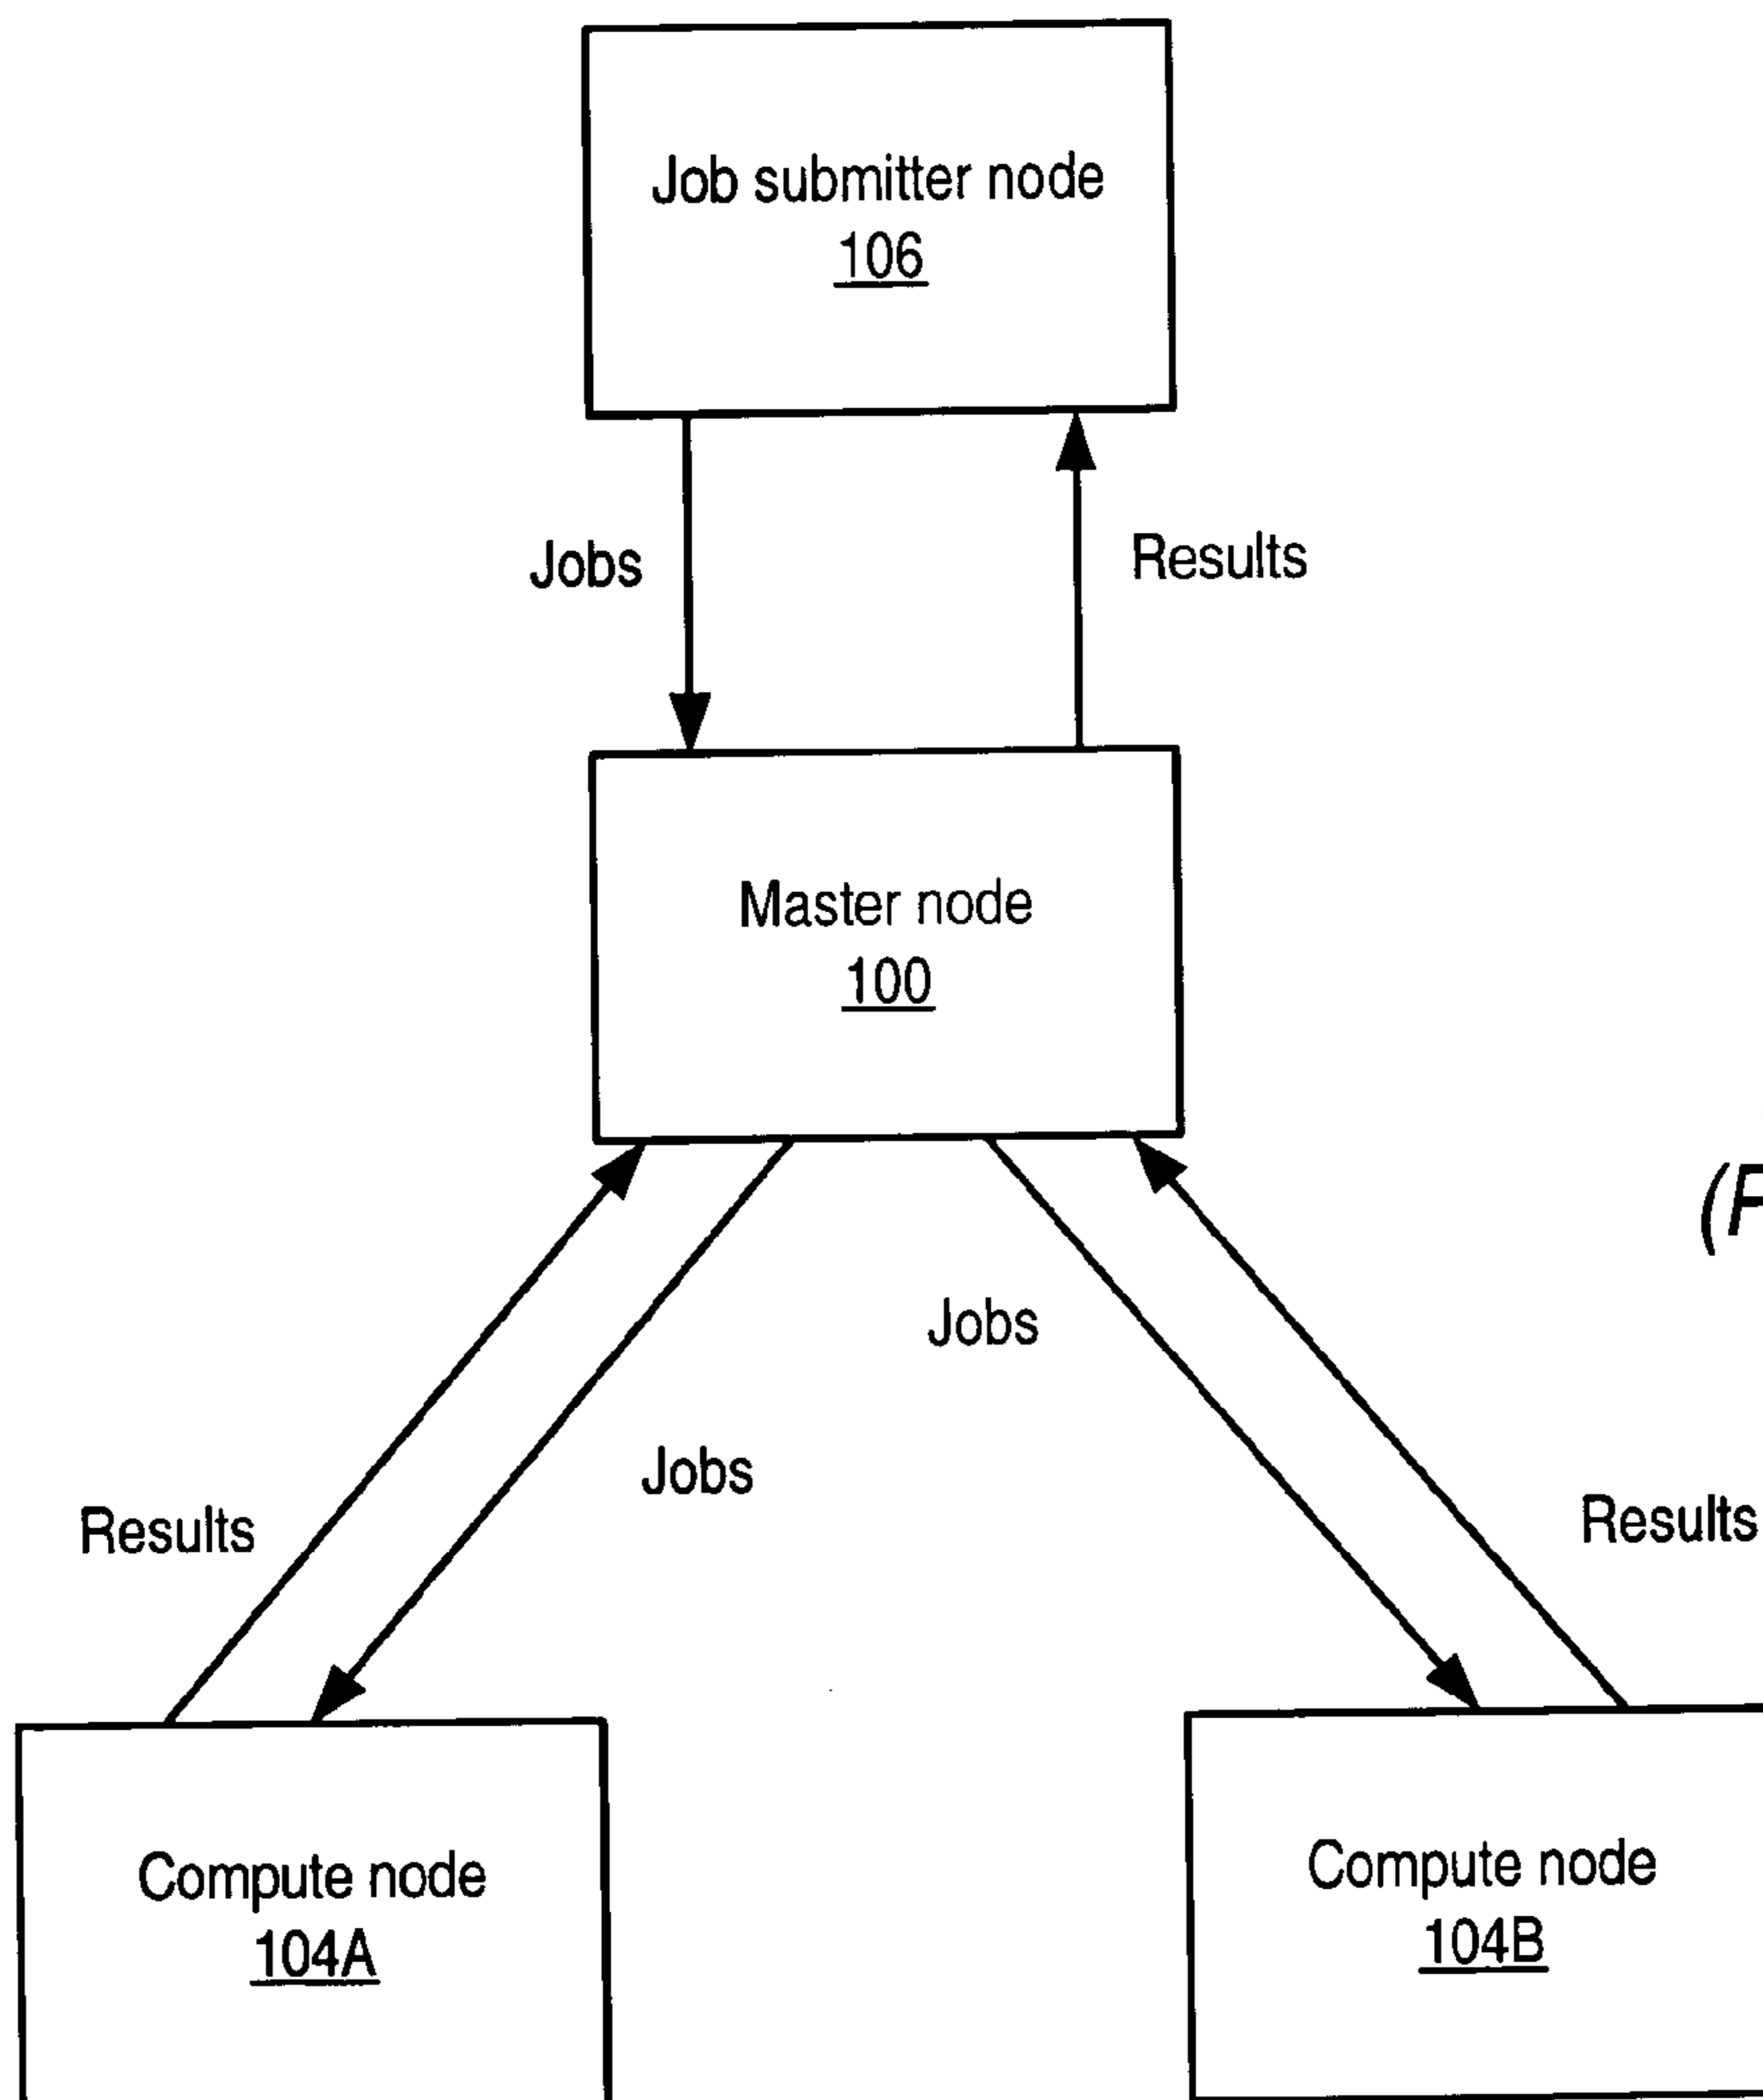 Job submitter node
106
Jobs
Results
Master node
100
Jobs
Jobs
Results
Results
Compute node
104A
Compute node
104B